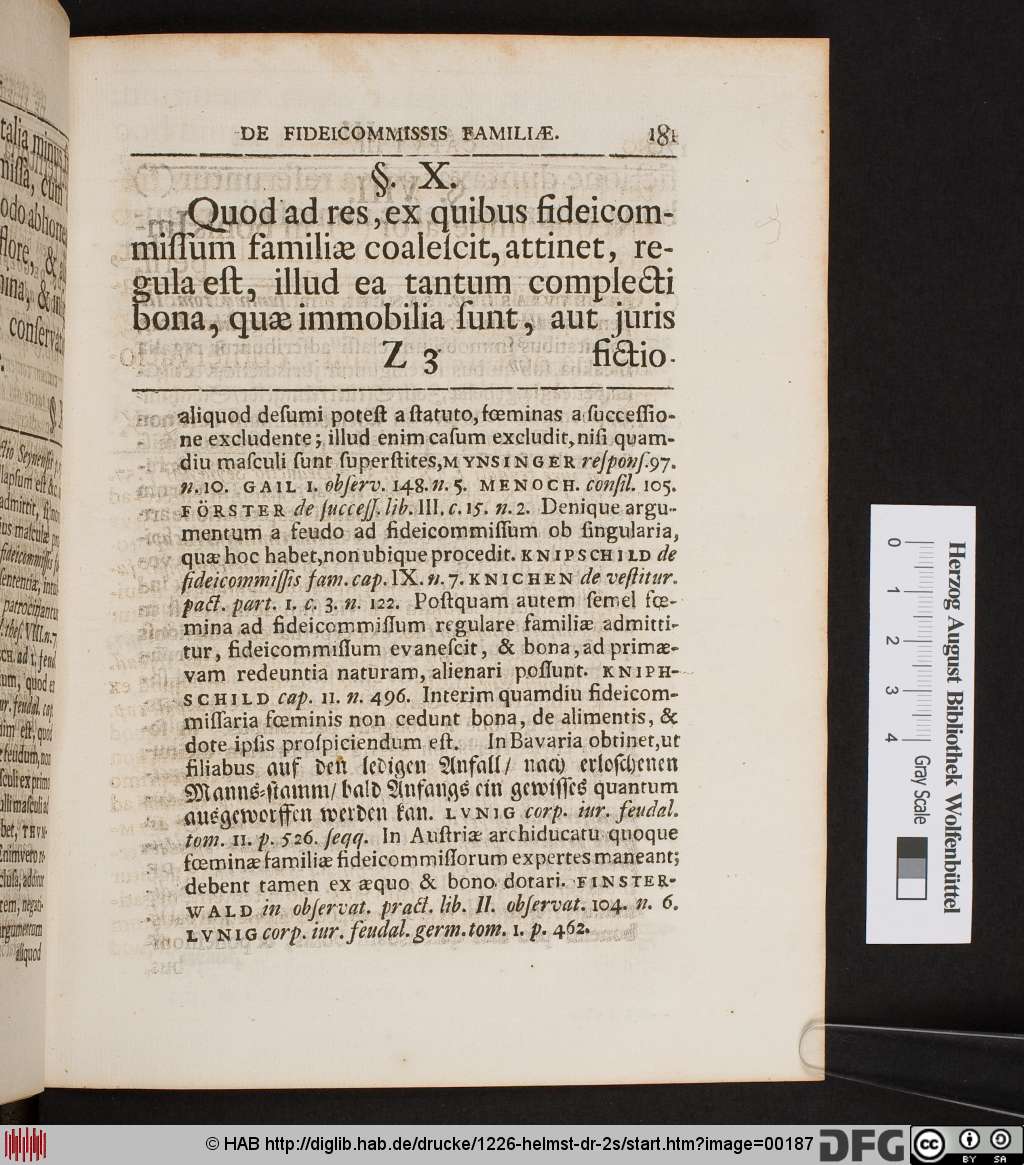 DE FIDEICOMMISSIS FAMILIÆ. 181
§. X.
Quod ad res, ex quibus fideicom-
miſſum familiæ coaleſcit, attinet, re-
gula eſt, illud ea tantum complecti
bona, quæ immobilia ſunt, aut juris
Z 3 fictio-
aliquod deſumi poteſt a ſtatuto, fœminas a ſucceſſio-
ne excludente; illud enim caſum excludit, niſi quam-
diu maſculi ſunt ſuperſtites, MYNSINGER reſponſ. 97.
n. 10. GAIL 1. obſerv. 148. n. 5. MENOCH. conſil. 105.
FÖRSTER de ſucceſſ. lib. III. c. 15. n. 2. Denique argu-
mentum a feudo ad fideicommiſſum ob ſingularia,
quæ hoc habet, non ubique procedit. KNIPSCHILD de
fideicommiſſis fam. cap. IX. n. 7. KNICHEN de veſtitur.
pact. part. 1. c. 3. n. 122. Poſtquam autem ſemel fœ-
mina ad fideicommiſſum regulare familiæ admitti-
tur, fideicommiſſum evaneſcit, & bona, ad primæ-
vam redeuntia naturam, alienari poſſunt. KNIPH-
SCHILD cap. 11. n. 496. Interim quamdiu fideicom-
miſſaria fœminis non cedunt bona, de alimentis, &
dote ipſis proſpiciendum eſt. In Bavaria obtinet, ut
filiabus auf den ledigen Anfall/ nach erloſchenen
Manns-ſtamm/ bald Anfangs ein gewiſſes quantum
ausgeworffen werden kan. LVNIG corp. iur. feudal.
tom. 11. p. 526. ſeqq. In Auſtriæ archiducatu quoque
fœminæ familiæ fideicommiſſorum expertes maneant;
debent tamen ex æquo & bono dotari. FINSTER-
WALD in obſervat. pract. lib. II. obſervat. 104. n. 6.
LVNIG corp. iur. feudal. germ. tom. 1. p. 462.
Herzog August Bibliothek Wolfenbüttel
0 1 2 3 4 Gray Scale
© HAB http://diglib.hab.de/drucke/1226-helmst-dr-2s/start.htm?image=00187
DFG
cc BY SA